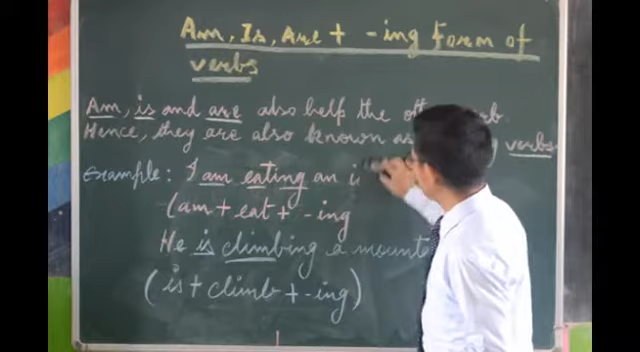 Am, Is, Are + -ing Form of
verbs
Am, is and are also help the
Hence, they are also known as verbs.
Example: I am eating an
(am + eat + -ing
He is climbing a
(is + climb + -ing)